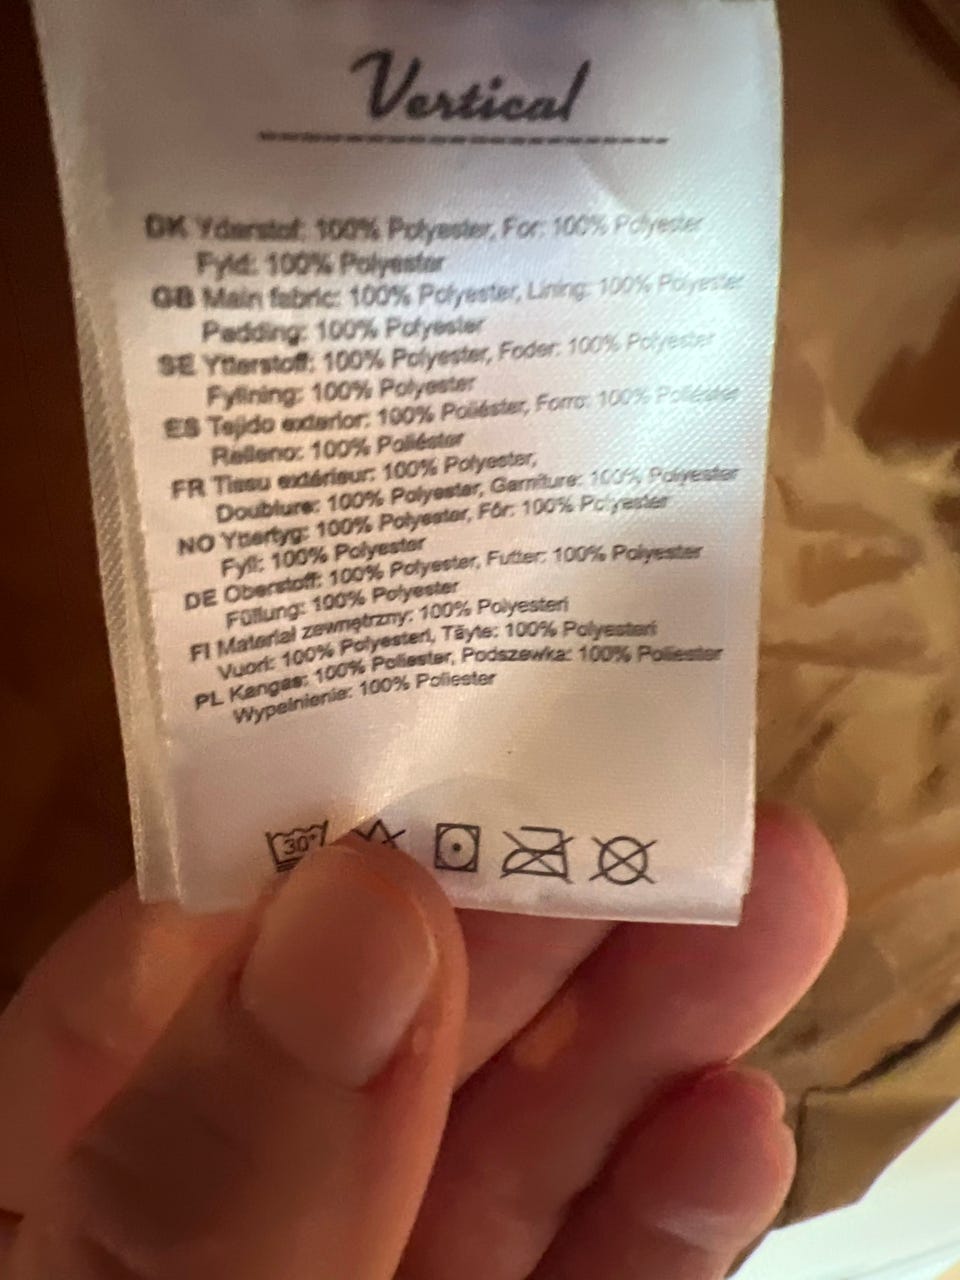 Vertical
DK Yderstof: 100% Polyester, For: 100% Polyester
Fyld: 100% Polyester
GB Main fabric: 100% Polyester, Lining: 100% Polyester
Padding: 100% Polyester
SE Ytterstoff: 100% Polyester, Foder: 100% Polyester
Fyllning: 100% Polyester
ES Tejido exterior: 100% Poliéster, Forro: 100% Poliéster
Relleno: 100% Poliéster
FR Tissu extérieur: 100% Polyester,
Doublure: 100% Polyester, Garniture: 100% Polyester
NO Yttertyg: 100% Polyester, Fôr: 100% Polyester
Fyll: 100% Polyester
DE Oberstoff: 100% Polyester, Futter: 100% Polyester
Füllung: 100% Polyester
FI Materiał zewnętrzny: 100% Polyesteri
Vuori: 100% Polyesteri, Täyte: 100% Polyesteri
PL Kangas: 100% Poliester, Podszewka: 100% Poliester
Wypełnienie: 100% Poliester
30°